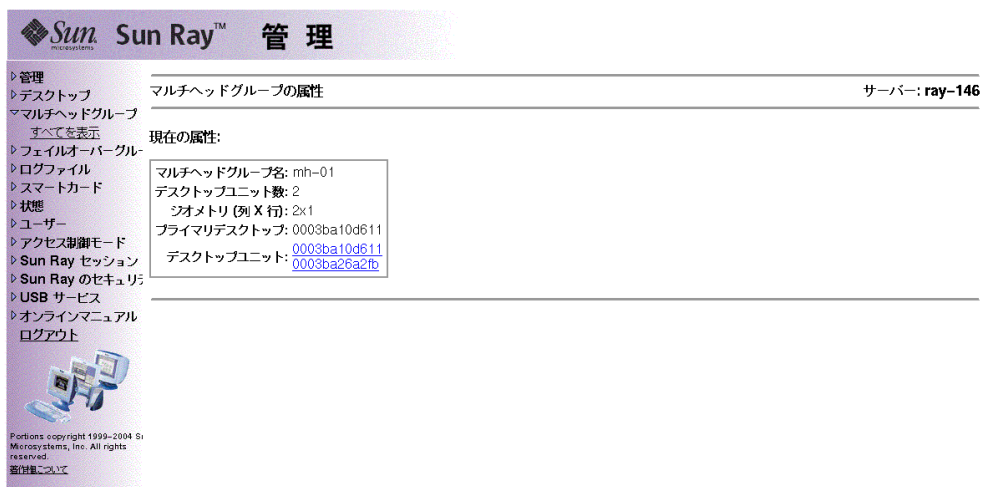 Sun microsystems Sun Ray™ 管理
▷管理
▷デスクトップ
▽マルチヘッドグループ
すべてを表示
▷フェイルオーバーグルー
▷ログファイル
▷スマートカード
▷状態
▷ユーザー
▷アクセス制御モード
▷Sun Ray セッション
▷Sun Ray のセキュリテ
▷USB サービス
▷オンラインマニュアル
ログアウト
Portions copyright 1999–2004 Su
Microsystems, Inc. All rights
reserved.
著作権について
マルチヘッドグループの属性 サーバー: ray–146
現在の属性:
マルチヘッドグループ名: mh–01
デスクトップユニット数: 2
ジオメトリ (列 X 行): 2x1
プライマリデスクトップ: 0003ba10d611
デスクトップユニット: 0003ba10d611
0003ba26a2fb